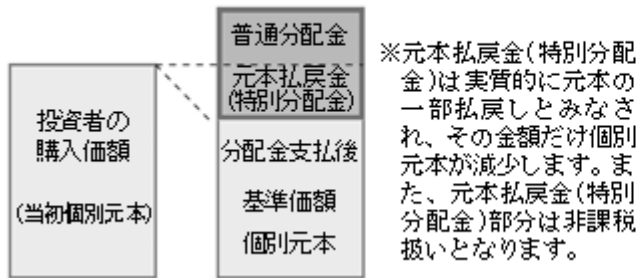 普通分配金
元本払戻金
(特別分配金)
投資者の
購入価額
(当初個別元本)
分配金支払後
基準価額
個別元本
※元本払戻金(特別分配
金)は実質的に元本の
一部払戻しとみなさ
れ、その金額だけ個別
元本が減少します。ま
た、元本払戻金(特別
分配金)部分は非課税
扱いとなります。